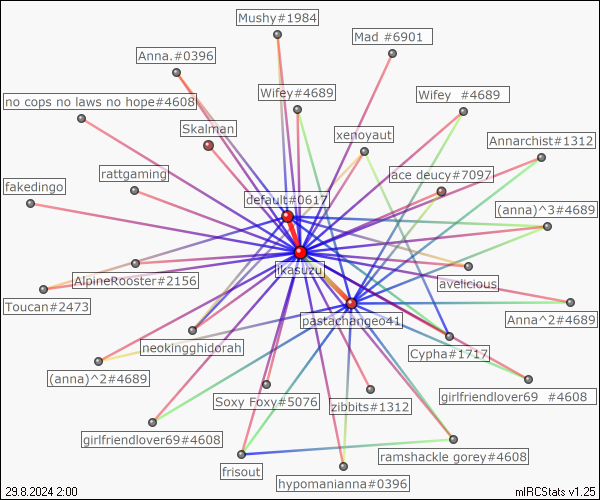 Mushy#1984
Mad #6901
Anna.#0396
Wifey#4689
Wifey  #4689
no cops no laws no hope#4608
Skalman
xenoyaut
Annarchist#1312
rattgaming
ace deucy#7097
fakedingo
default#0617
(anna)^3#4689
ikasuzu
AlpineRooster#2156
avelicious
Toucan#2473
pastachange041
Anna^2#4689
neokingghidorah
Cypha#1717
(anna)^2#4689
Soxy Foxy#5076
zibbits#1312
girlfriendlover69  #4608
girlfriendlover69#4608
ramshackle gorey#4608
frisout
hypomanianna#0396
29.8.2024 2:00
mIRCStats v1.25